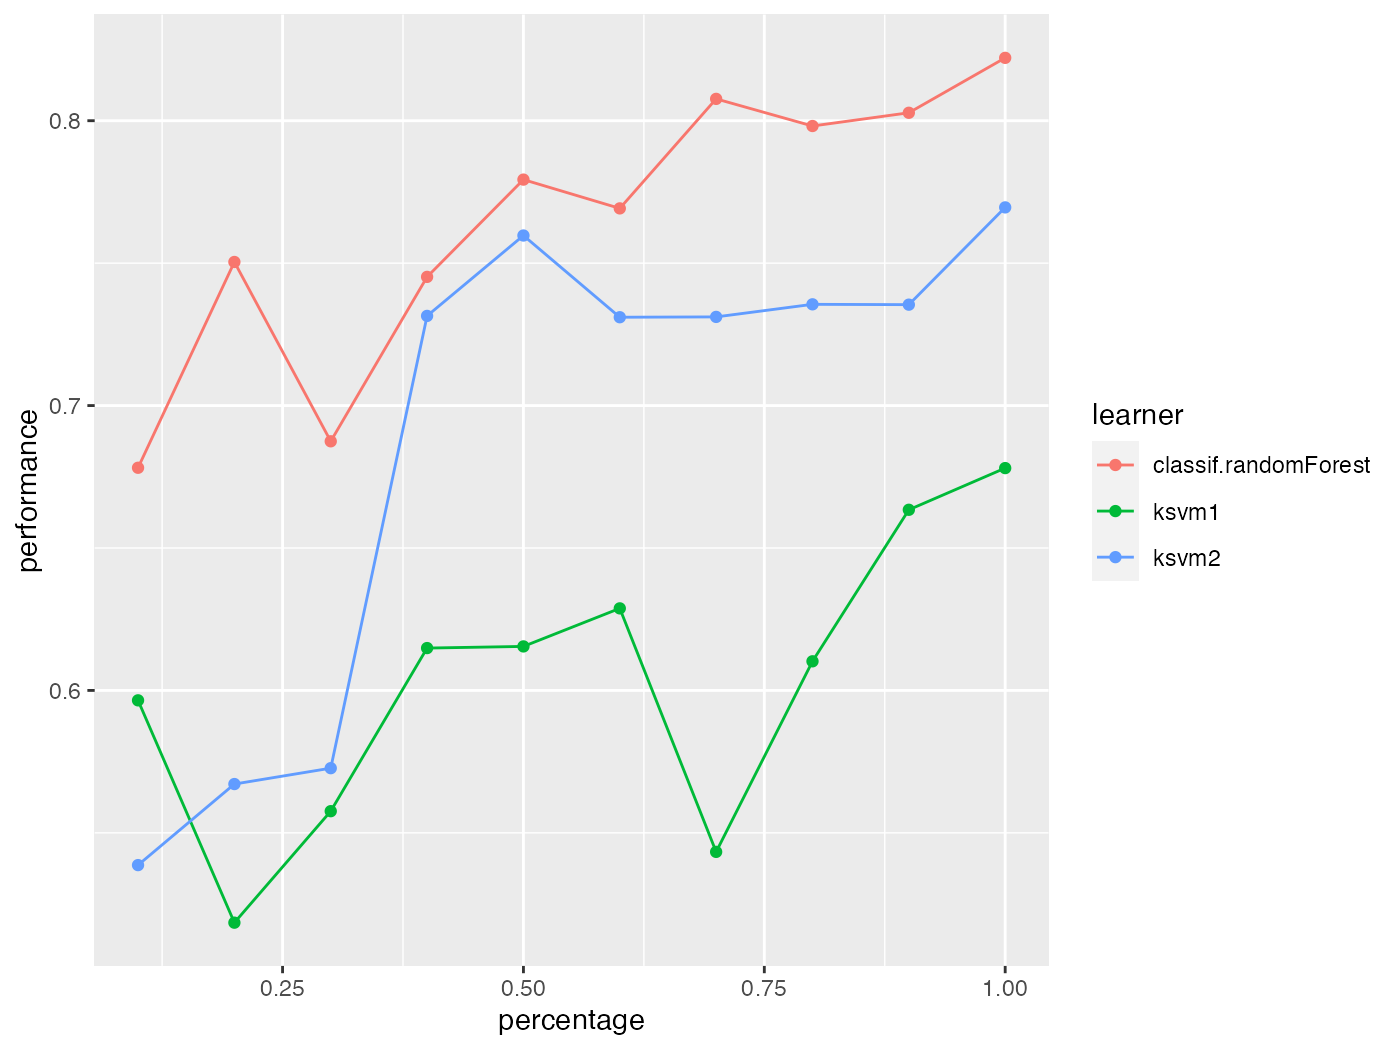 0.8
0.7
0.6
performance
0.25
0.50
0.75
1.00
percentage
learner
classif.randomForest
ksvm1
ksvm2